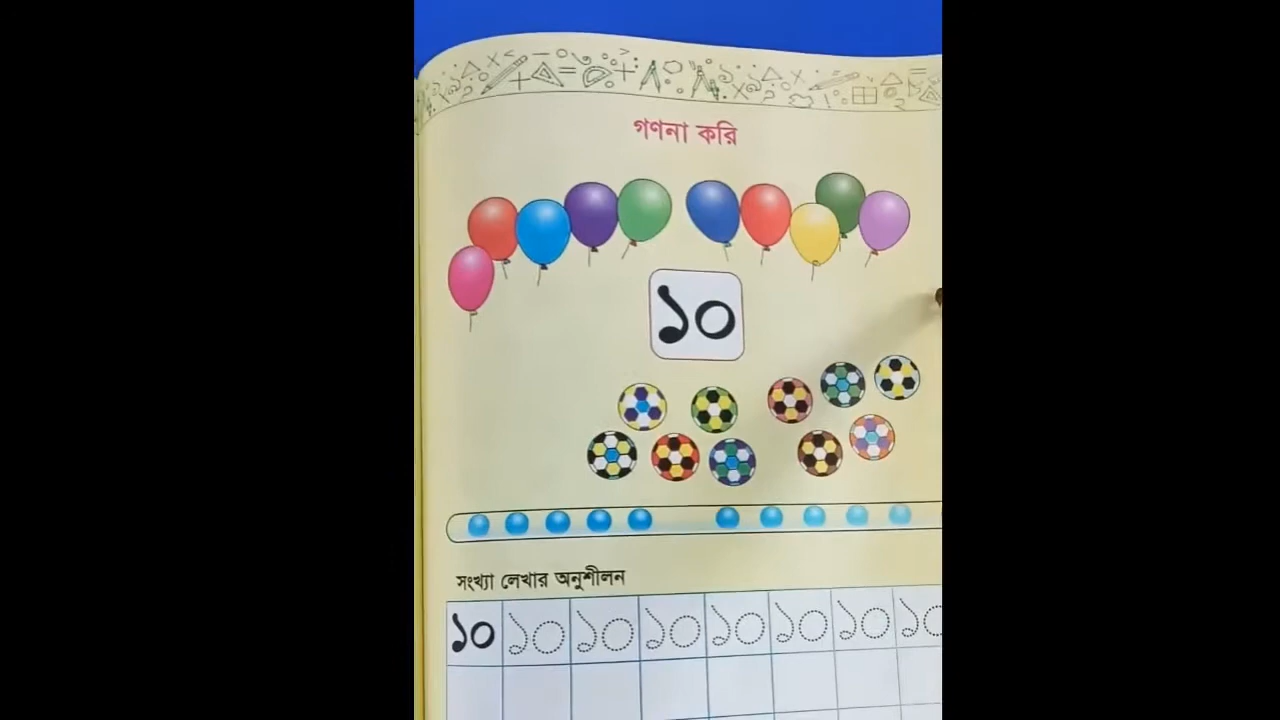 গণনা করি
১০
সংখ্যা লেখার অনুশীলন
১০ ১০ ১০ ১০ ১০ ১০ ১০ ১০